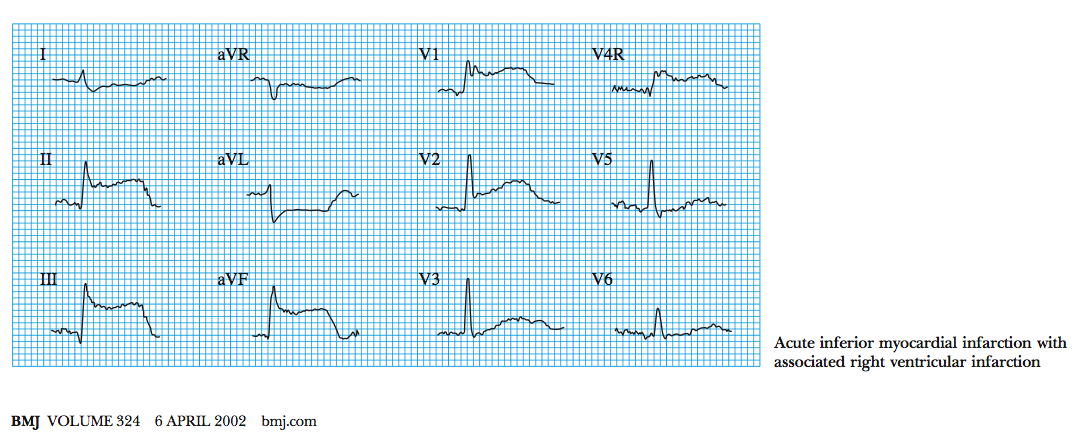 I aVR V1 V4R
II aVL V2 V5
III aVF V3 V6
Acute inferior myocardial infarction with
associated right ventricular infarction
BMJ VOLUME 324 6 APRIL 2002 bmj.com